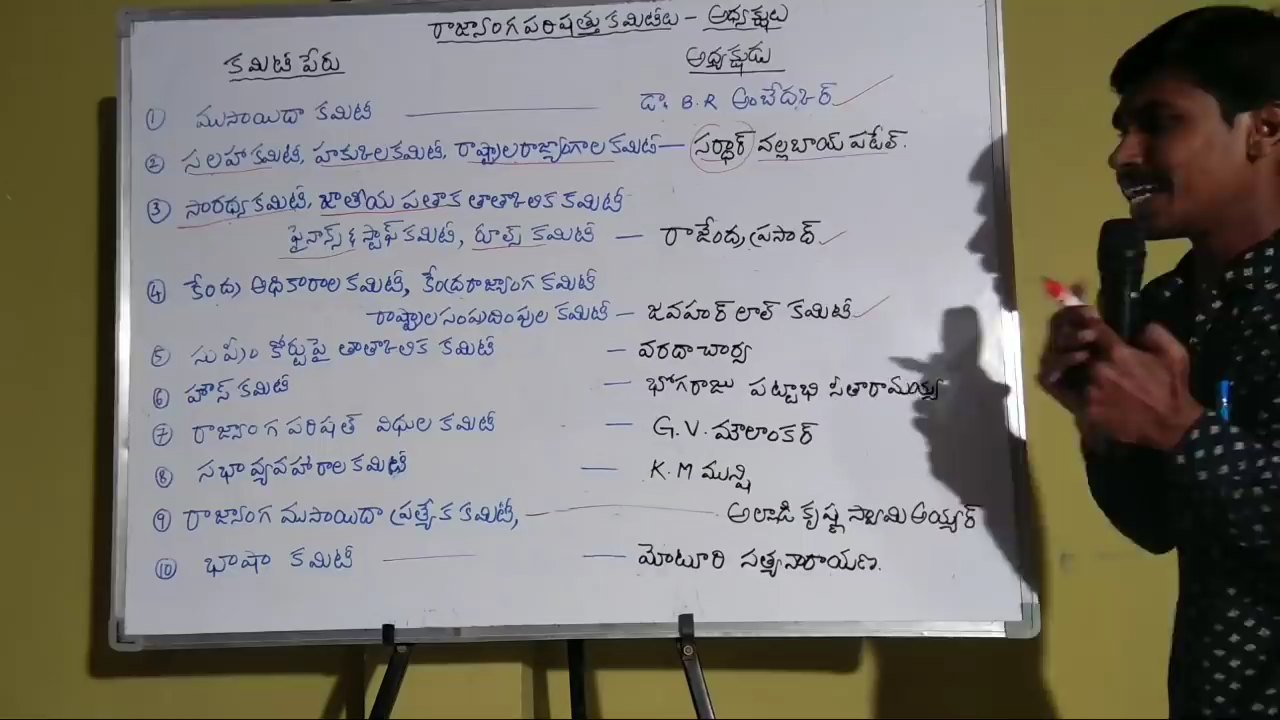 రాజ్యాంగ పరిషత్తు కమిటీలు - అధ్యక్షులు
కమిటీ పేరు అధ్యక్షుడు
① ముసాయిదా కమిటీ — డా. B.R అంబేద్కర్
② సలహా కమిటీ, హక్కుల కమిటీ, రాష్ట్రాల రాజ్యాంగాల కమిటీ — సర్ధార్ వల్లబాయ్ పటేల్.
③ సారథ్య కమిటీ, జాతీయ పతాక తాత్కాలిక కమిటీ
ఫైనాన్స్ & స్టాఫ్ కమిటీ, రూల్స్ కమిటీ — రాజేంద్ర ప్రసాద్
④ కేంద్ర అధికారాల కమిటీ, కేంద్ర రాజ్యాంగ కమిటీ
రాష్ట్రాల సంప్రదింపుల కమిటీ — జవహర్ లాల్ కమిటీ
⑤ సుప్రీం కోర్టుపై తాత్కాలిక కమిటీ — వరదాచార్య
⑥ హౌస్ కమిటీ — భోగరాజు పట్టాభి సీతారామయ్య
⑦ రాజ్యాంగ పరిషత్ విధుల కమిటీ — G.V. మౌలాంకర్
⑧ సభా వ్యవహారాల కమిటీ — K.M మున్షి
⑨ రాజ్యాంగ ముసాయిదా ప్రత్యేక కమిటీ, — అల్లాడి కృష్ణ స్వామి అయ్యర్
⑩ భాషా కమిటీ — మోటూరి సత్యనారాయణ.